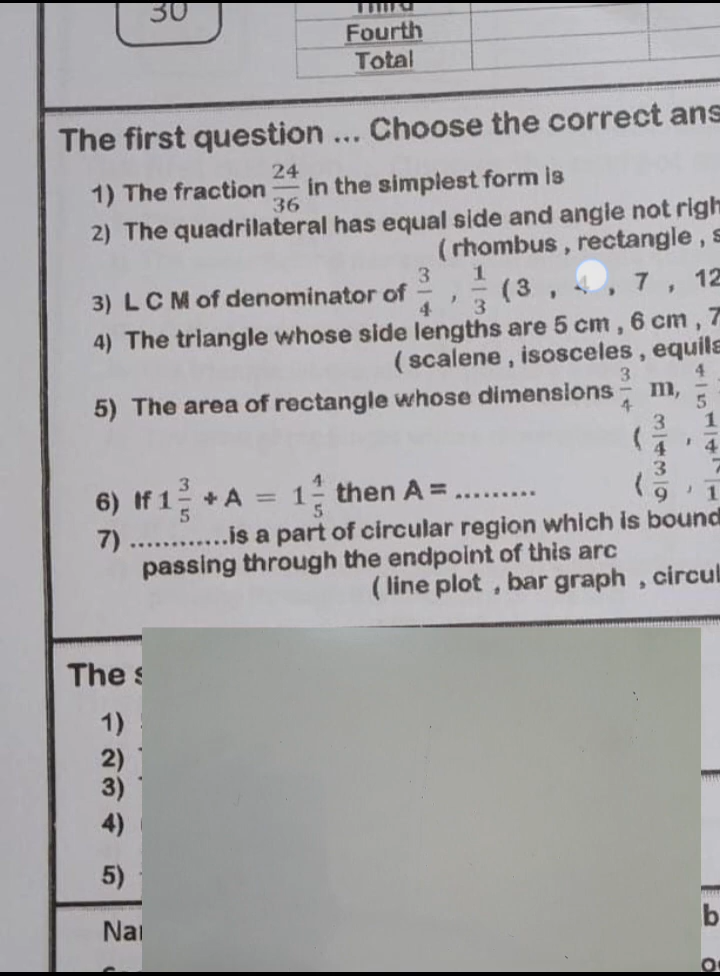 30
Fourth
Total
The first question ... Choose the correct ans
1) The fraction 24/36 in the simplest form is
2) The quadrilateral has equal side and angle not righ
( rhombus , rectangle , s
3) L C M of denominator of 3/4 , 1/3 (3 , , 7 , 12
4) The triangle whose side lengths are 5 cm , 6 cm , 7
( scalene , isosceles , equila
5) The area of rectangle whose dimensions 3/4 m, 4/5
( 3/4 , 1/4
6) If 1 3/5 + A = 1 4/5 then A = .........
( 3/9 ,
7) ............is a part of circular region which is bound
passing through the endpoint of this arc
( line plot , bar graph , circul
The s
1)
2)
3)
4)
5)
Nar
b